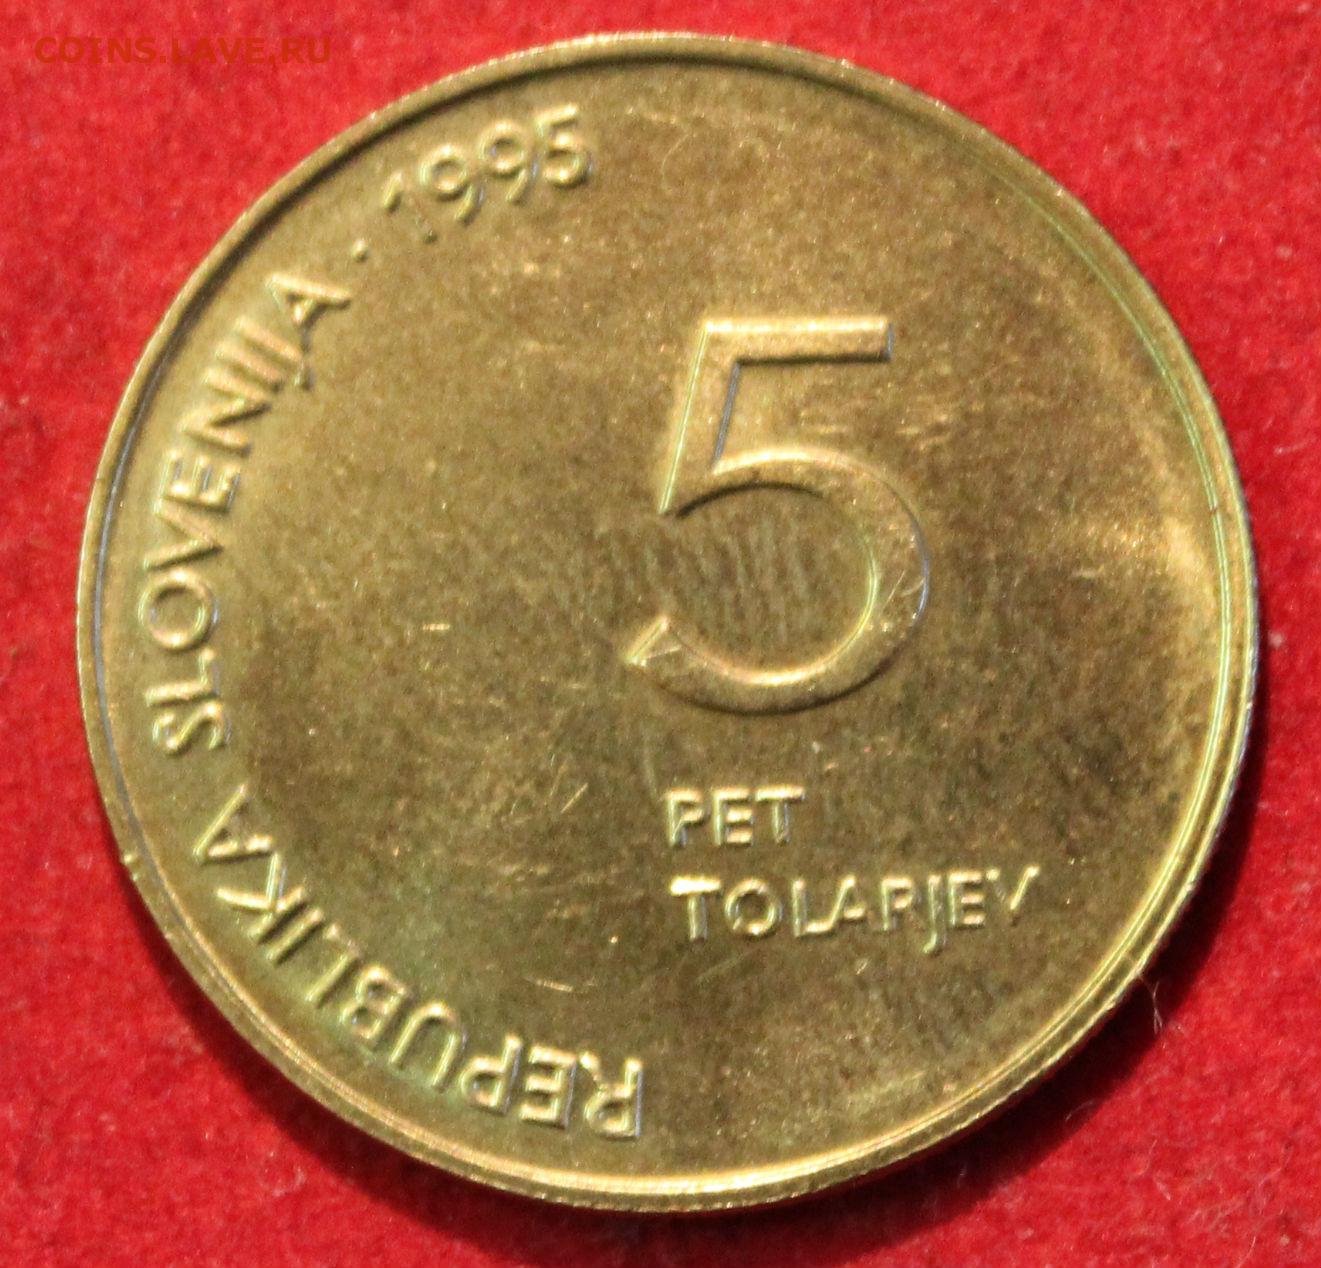 COINS.LAVE.RU
REPUBLIKA SLOVENIJA · 1995
5
PET
TOLARJEV